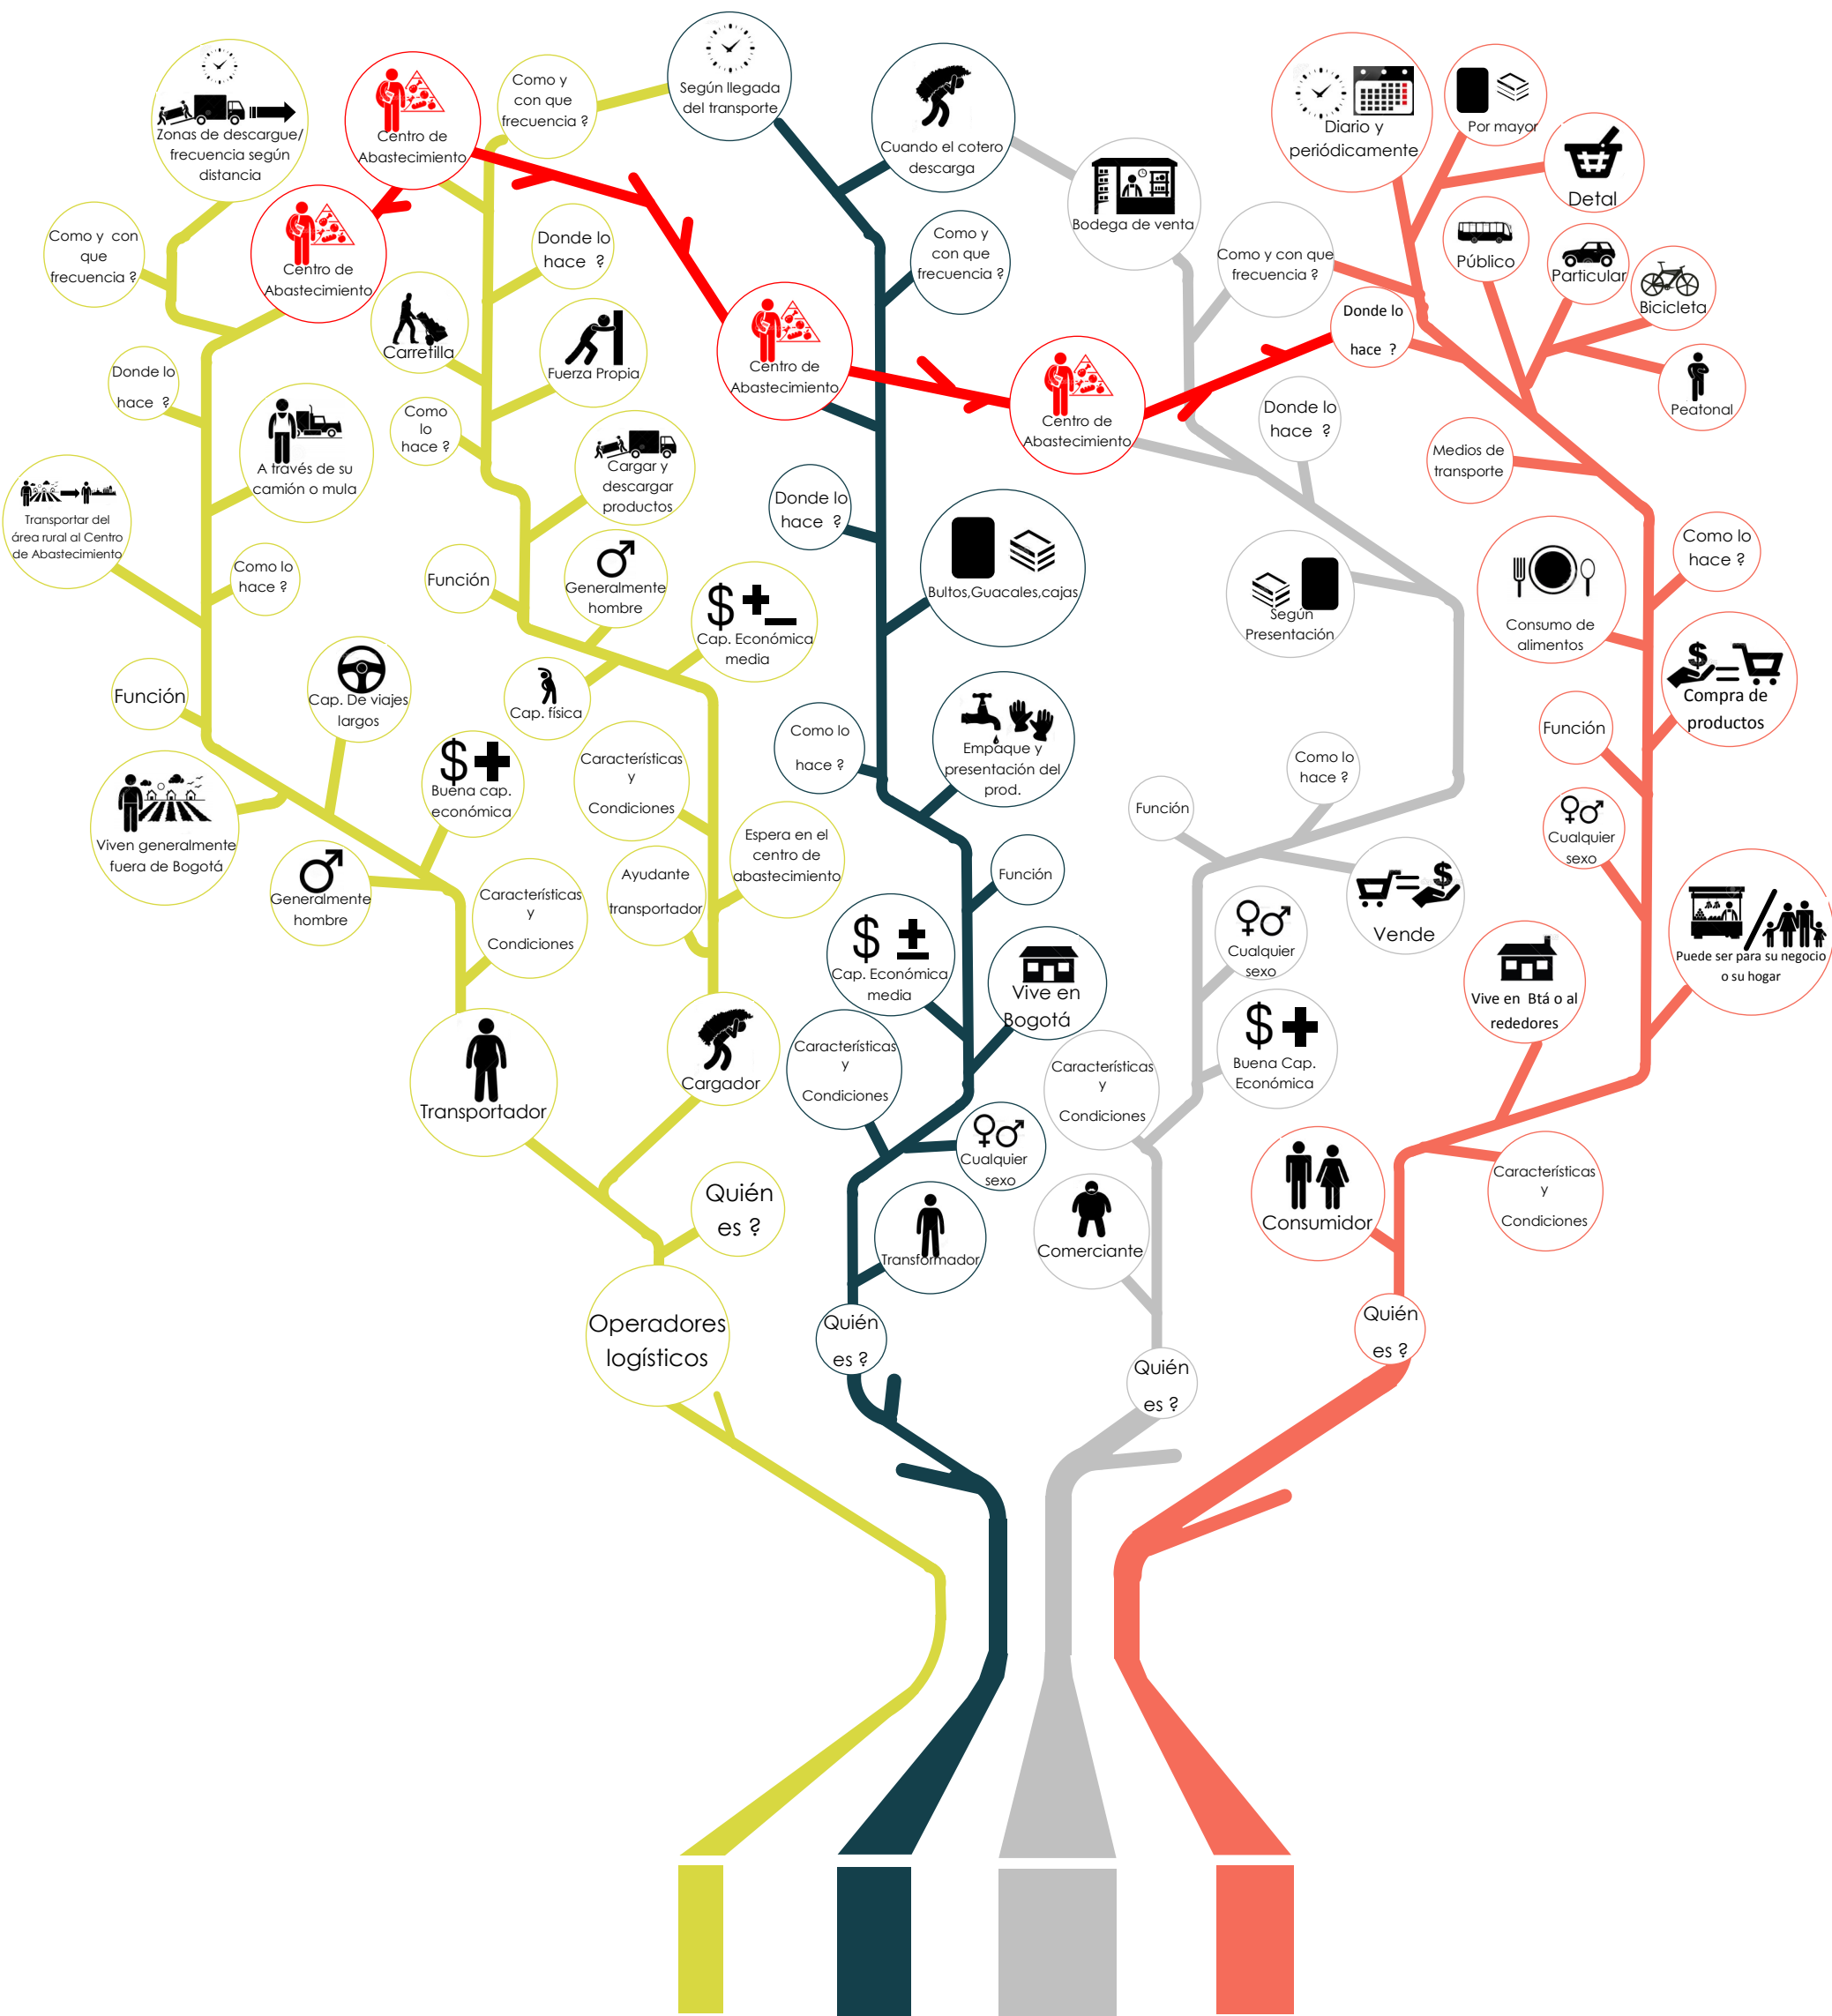 Zonas de descargue/
frecuencia según
distancia
Centro de
Abastecimiento
Como y
con que
frecuencia ?
Según llegada
del transporte
Cuando el cotero
descarga
Bodega de venta
Diario y
periódicamente
Por mayor
Detal
Como y con
que
frecuencia ?
Centro de
Abastecimiento
Donde lo
hace ?
Como y
con que
frecuencia ?
Como y con que
frecuencia ?
Público
Particular
Bicicleta
Peatonal
Donde lo
hace ?
Carretilla
Fuerza Propia
Centro de
Abastecimiento
Centro de
Abastecimiento
Donde lo
hace ?
Donde lo
hace ?
Medios de
transporte
Como
lo
hace ?
A través de su
camión o mula
Cargar y
descargar
productos
Donde lo
hace ?
Transportar del
área rural al Centro
de Abastecimiento
Como lo
hace ?
Función
Generalmente
hombre
Bultos,Guacales,cajas
Según
Presentación
Consumo de
alimentos
Como lo
hace ?
Cap. Económica
media
Función
Cap. De viajes
largos
Cap. física
Compra de
productos
Función
Características
y
Condiciones
Como lo
hace ?
Empaque y
presentación del
prod.
Como lo
hace ?
Función
Buena cap.
económica
Viven generalmente
fuera de Bogotá
Generalmente
hombre
Características
y
Condiciones
Ayudante
transportador
Espera en el
centro de
abastecimiento
Función
Vende
Cualquier
sexo
Cualquier
sexo
Puede ser para su negocio
o su hogar
Cap. Económica
media
Vive en
Bogotá
Vive en Btá o al
rededores
Buena Cap.
Económica
Transportador
Cargador
Características
y
Condiciones
Características
y
Condiciones
Cualquier
sexo
Consumidor
Características
y
Condiciones
Quién
es ?
Transformador
Comerciante
Operadores
logísticos
Quién
es ?
Quién
es ?
Quién
es ?